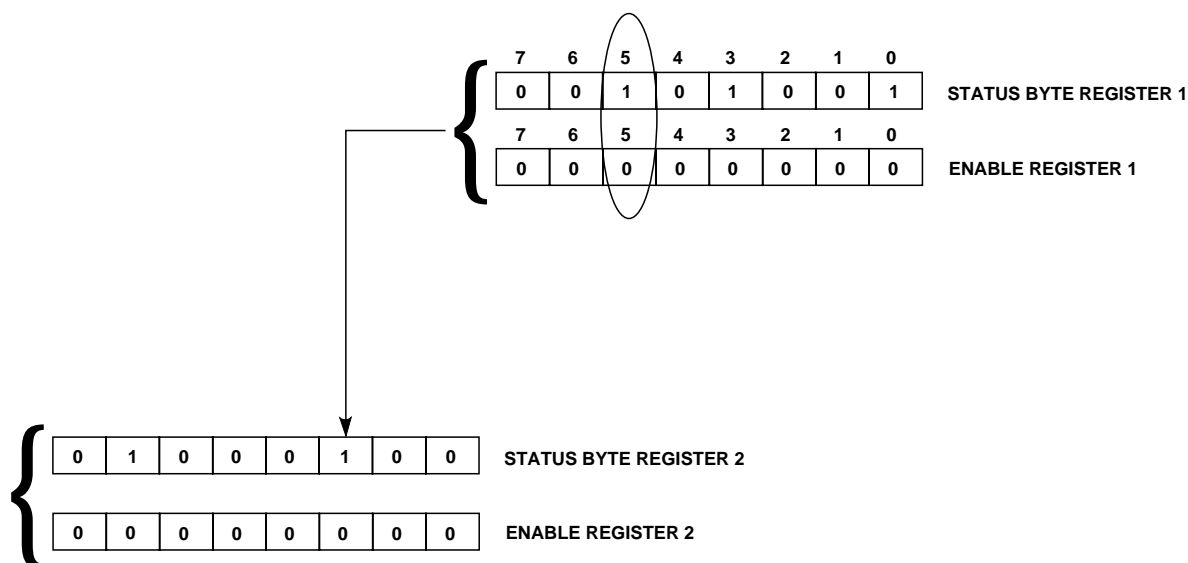 7 6 5 4 3 2 1 0
0 0 1 0 1 0 0 1 STATUS BYTE REGISTER 1
7 6 5 4 3 2 1 0
0 0 0 0 0 0 0 0 ENABLE REGISTER 1
0 1 0 0 0 1 0 0 STATUS BYTE REGISTER 2
0 0 0 0 0 0 0 0 ENABLE REGISTER 2